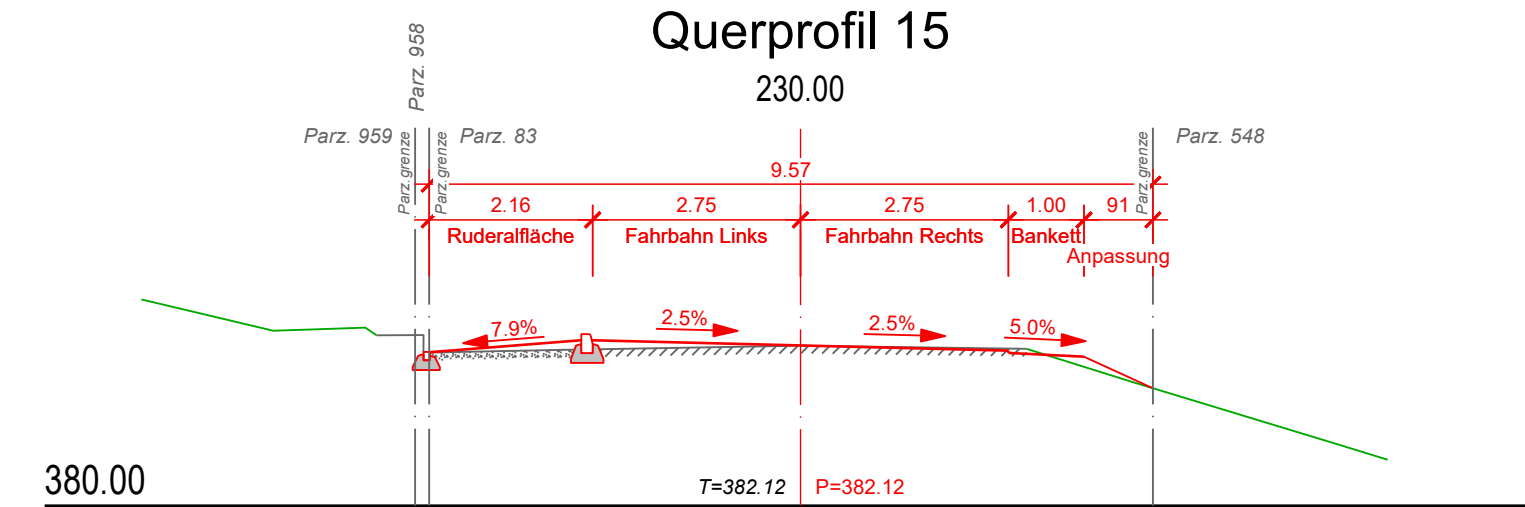 Querprofil 15
230.00
Parz. 958
Parz. 959
Parz.grenze
Parz.grenze
Parz. 83
Parz.grenze
Parz. 548
9.57
2.16
2.75
2.75
1.00
91
Ruderalfläche
Fahrbahn Links
Fahrbahn Rechts
Bankett
Anpassung
7.9%
2.5%
2.5%
5.0%
380.00
T=382.12
P=382.12